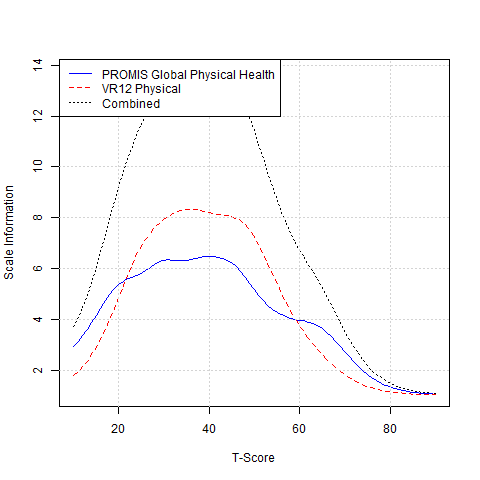 PROMIS Global Physical Health
VR12 Physical
Combined
14
12
10
8
6
4
2
Scale Information
20 40 60 80
T-Score